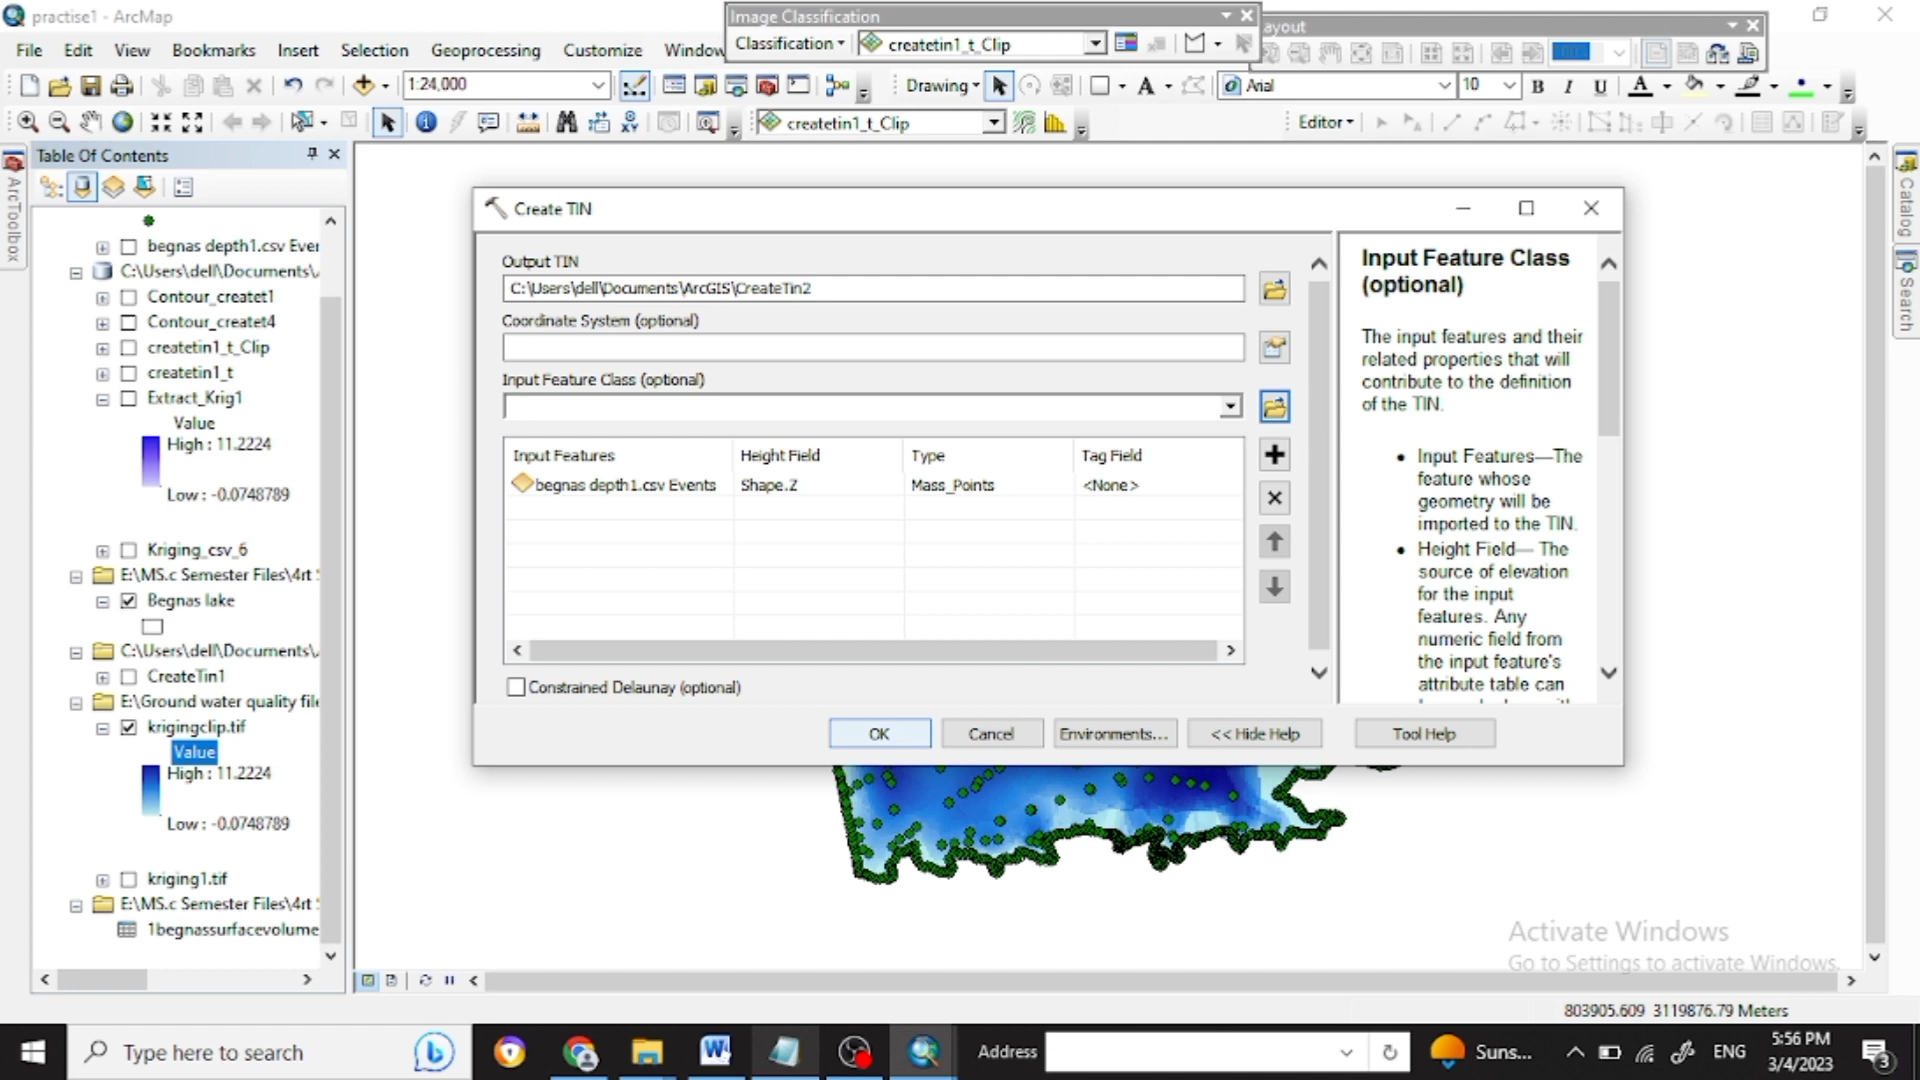 practise1 - ArcMap
Image Classification
ayout
File Edit View Bookmarks Insert Selection Geoprocessing Customize Window
Classification createtin1_t_Clip
1:24,000
Drawing
A
Arial
10
B I U A
createtin1_t_Clip
Editor
Table Of Contents
ArcToolbox
Catalog
Search
begnas depth1.csv Ever
C:\Users\dell\Documents\
Contour_createt1
Contour_createt4
createtin1_t_Clip
createtin1_t
Extract_Krig1
Value
High : 11.2224
Low : -0.0748789
Kriging_csv_6
E:\MS.c Semester Files\4rt
Begnas lake
C:\Users\dell\Documents\
CreateTin1
E:\Ground water quality file
krigingclip.tif
Value
High : 11.2224
Low : -0.0748789
kriging1.tif
E:\MS.c Semester Files\4rt
1begnassurfacevolume
Create TIN
Output TIN
C:\Users\dell\Documents\ArcGIS\CreateTin2
Coordinate System (optional)
Input Feature Class (optional)
Input Features Height Field Type Tag Field
begnas depth1.csv Events Shape.Z Mass_Points <None>
Constrained Delaunay (optional)
OK Cancel Environments... << Hide Help Tool Help
Input Feature Class
(optional)
The input features and their
related properties that will
contribute to the definition
of the TIN.
• Input Features—The
feature whose
geometry will be
imported to the TIN.
• Height Field— The
source of elevation
for the input
features. Any
numeric field from
the input feature's
attribute table can
Activate Windows
Go to Settings to activate Windows.
803905.609 3119876.79 Meters
Type here to search
Address
Suns...
ENG
5:56 PM
3/4/2023
3